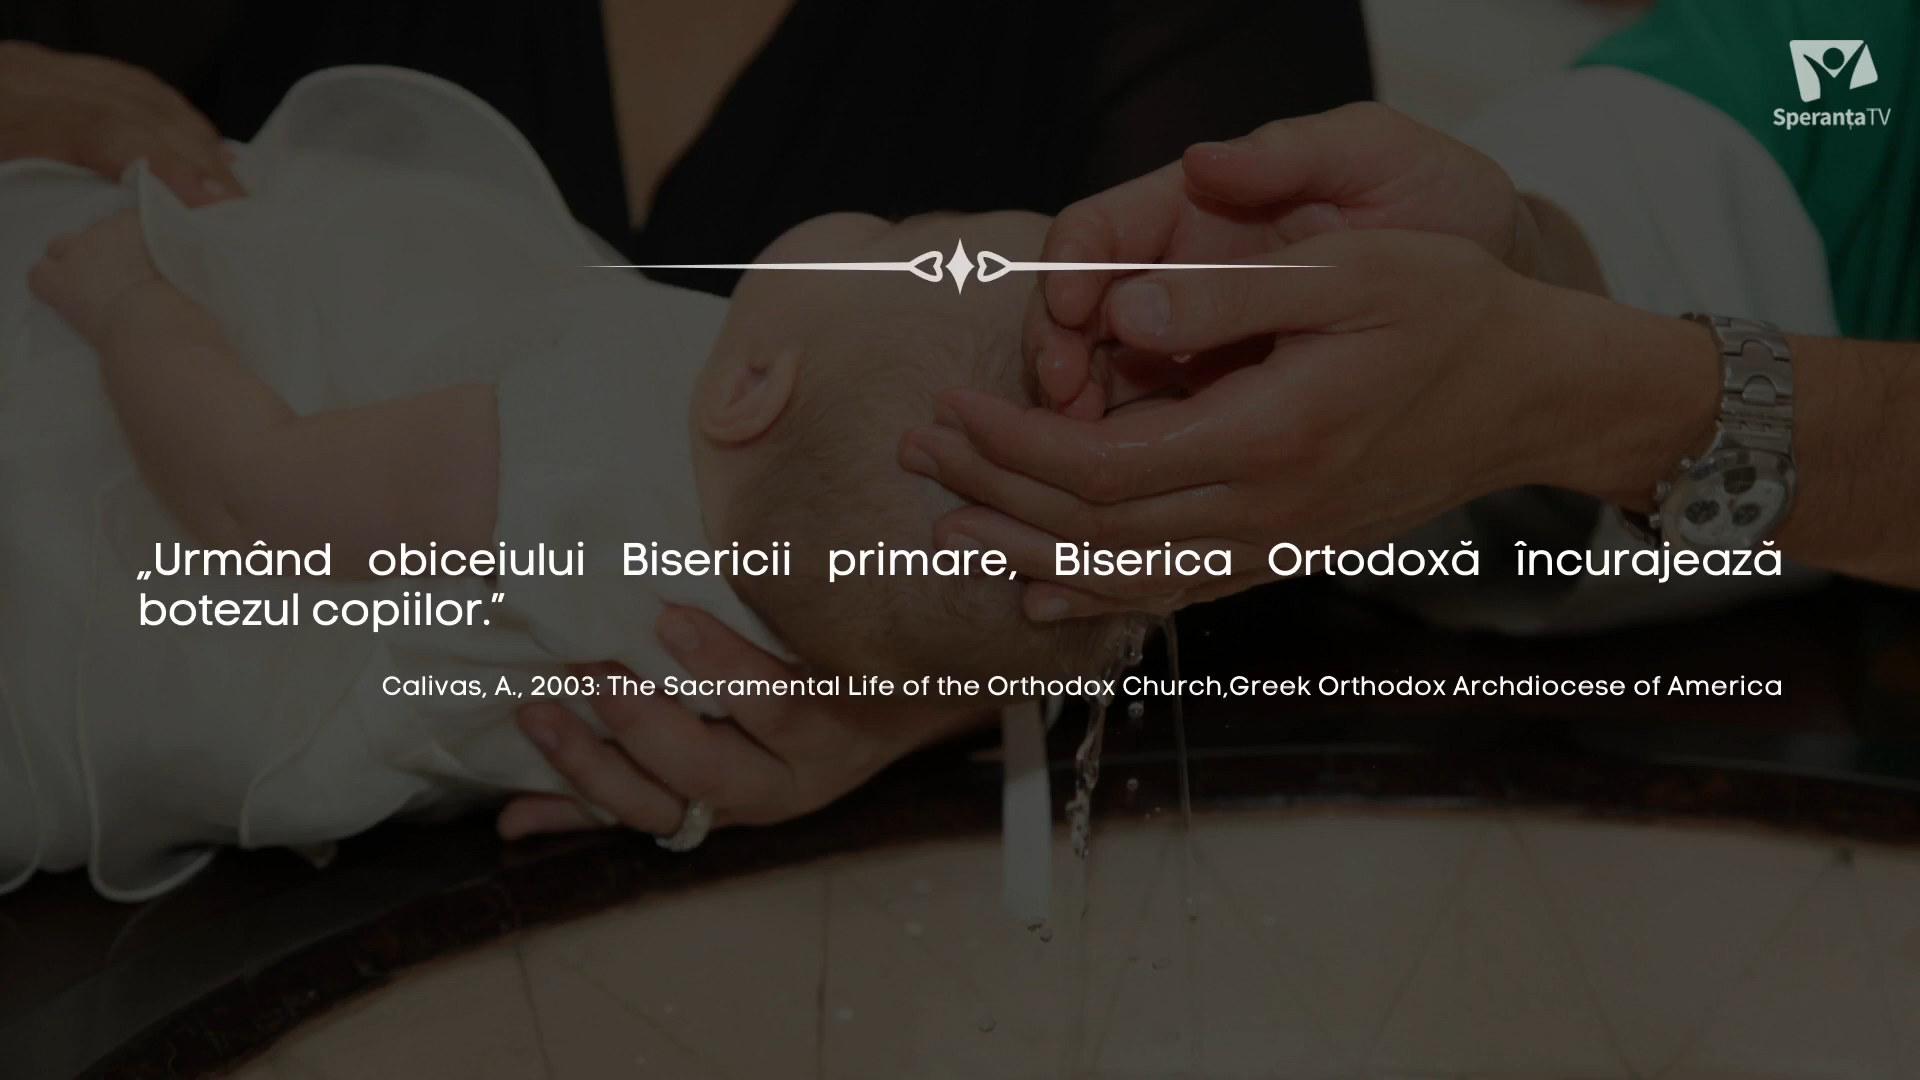 SperanțaTV
„Urmând obiceiului Bisericii primare, Biserica Ortodoxă încurajează
botezul copiilor.”
Calivas, A., 2003: The Sacramental Life of the Orthodox Church,Greek Orthodox Archdiocese of America